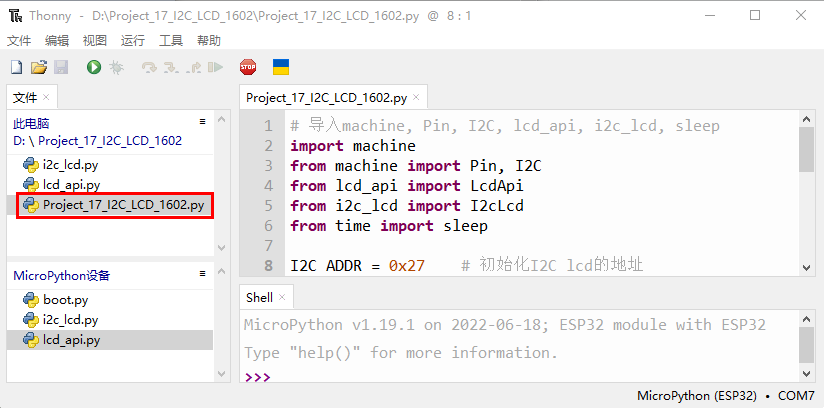 Thonny - D:\Project_17_I2C_LCD_1602\Project_17_I2C_LCD_1602.py @ 8 : 1
文件 编辑 视图 运行 工具 帮助
STOP
文件
此电脑
D: \ Project_17_I2C_LCD_1602
i2c_lcd.py
lcd_api.py
Project_17_I2C_LCD_1602.py
MicroPython设备
boot.py
i2c_lcd.py
lcd_api.py
Project_17_I2C_LCD_1602.py
1 # 导入machine, Pin, I2C, lcd_api, i2c_lcd, sleep
2 import machine
3 from machine import Pin, I2C
4 from lcd_api import LcdApi
5 from i2c_lcd import I2cLcd
6 from time import sleep
7
8 I2C ADDR = 0x27 # 初始化I2C lcd的地址
Shell
MicroPython v1.19.1 on 2022-06-18; ESP32 module with ESP32
Type "help()" for more information.
>>>
MicroPython (ESP32) • COM7